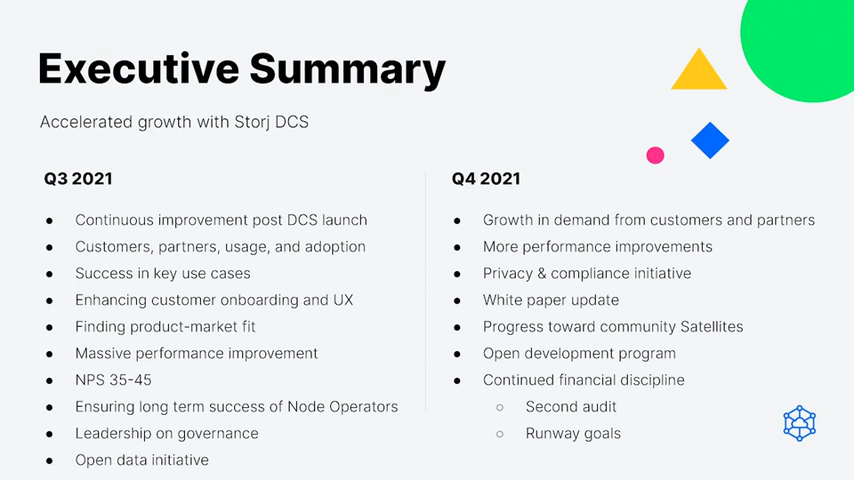 Executive Summary
Accelerated growth with Storj DCS
Q3 2021
● Continuous improvement post DCS launch
● Customers, partners, usage, and adoption
● Success in key use cases
● Enhancing customer onboarding and UX
● Finding product-market fit
● Massive performance improvement
● NPS 35-45
● Ensuring long term success of Node Operators
● Leadership on governance
● Open data initiative
Q4 2021
● Growth in demand from customers and partners
● More performance improvements
● Privacy & compliance initiative
● White paper update
● Progress toward community Satellites
● Open development program
● Continued financial discipline
○ Second audit
○ Runway goals